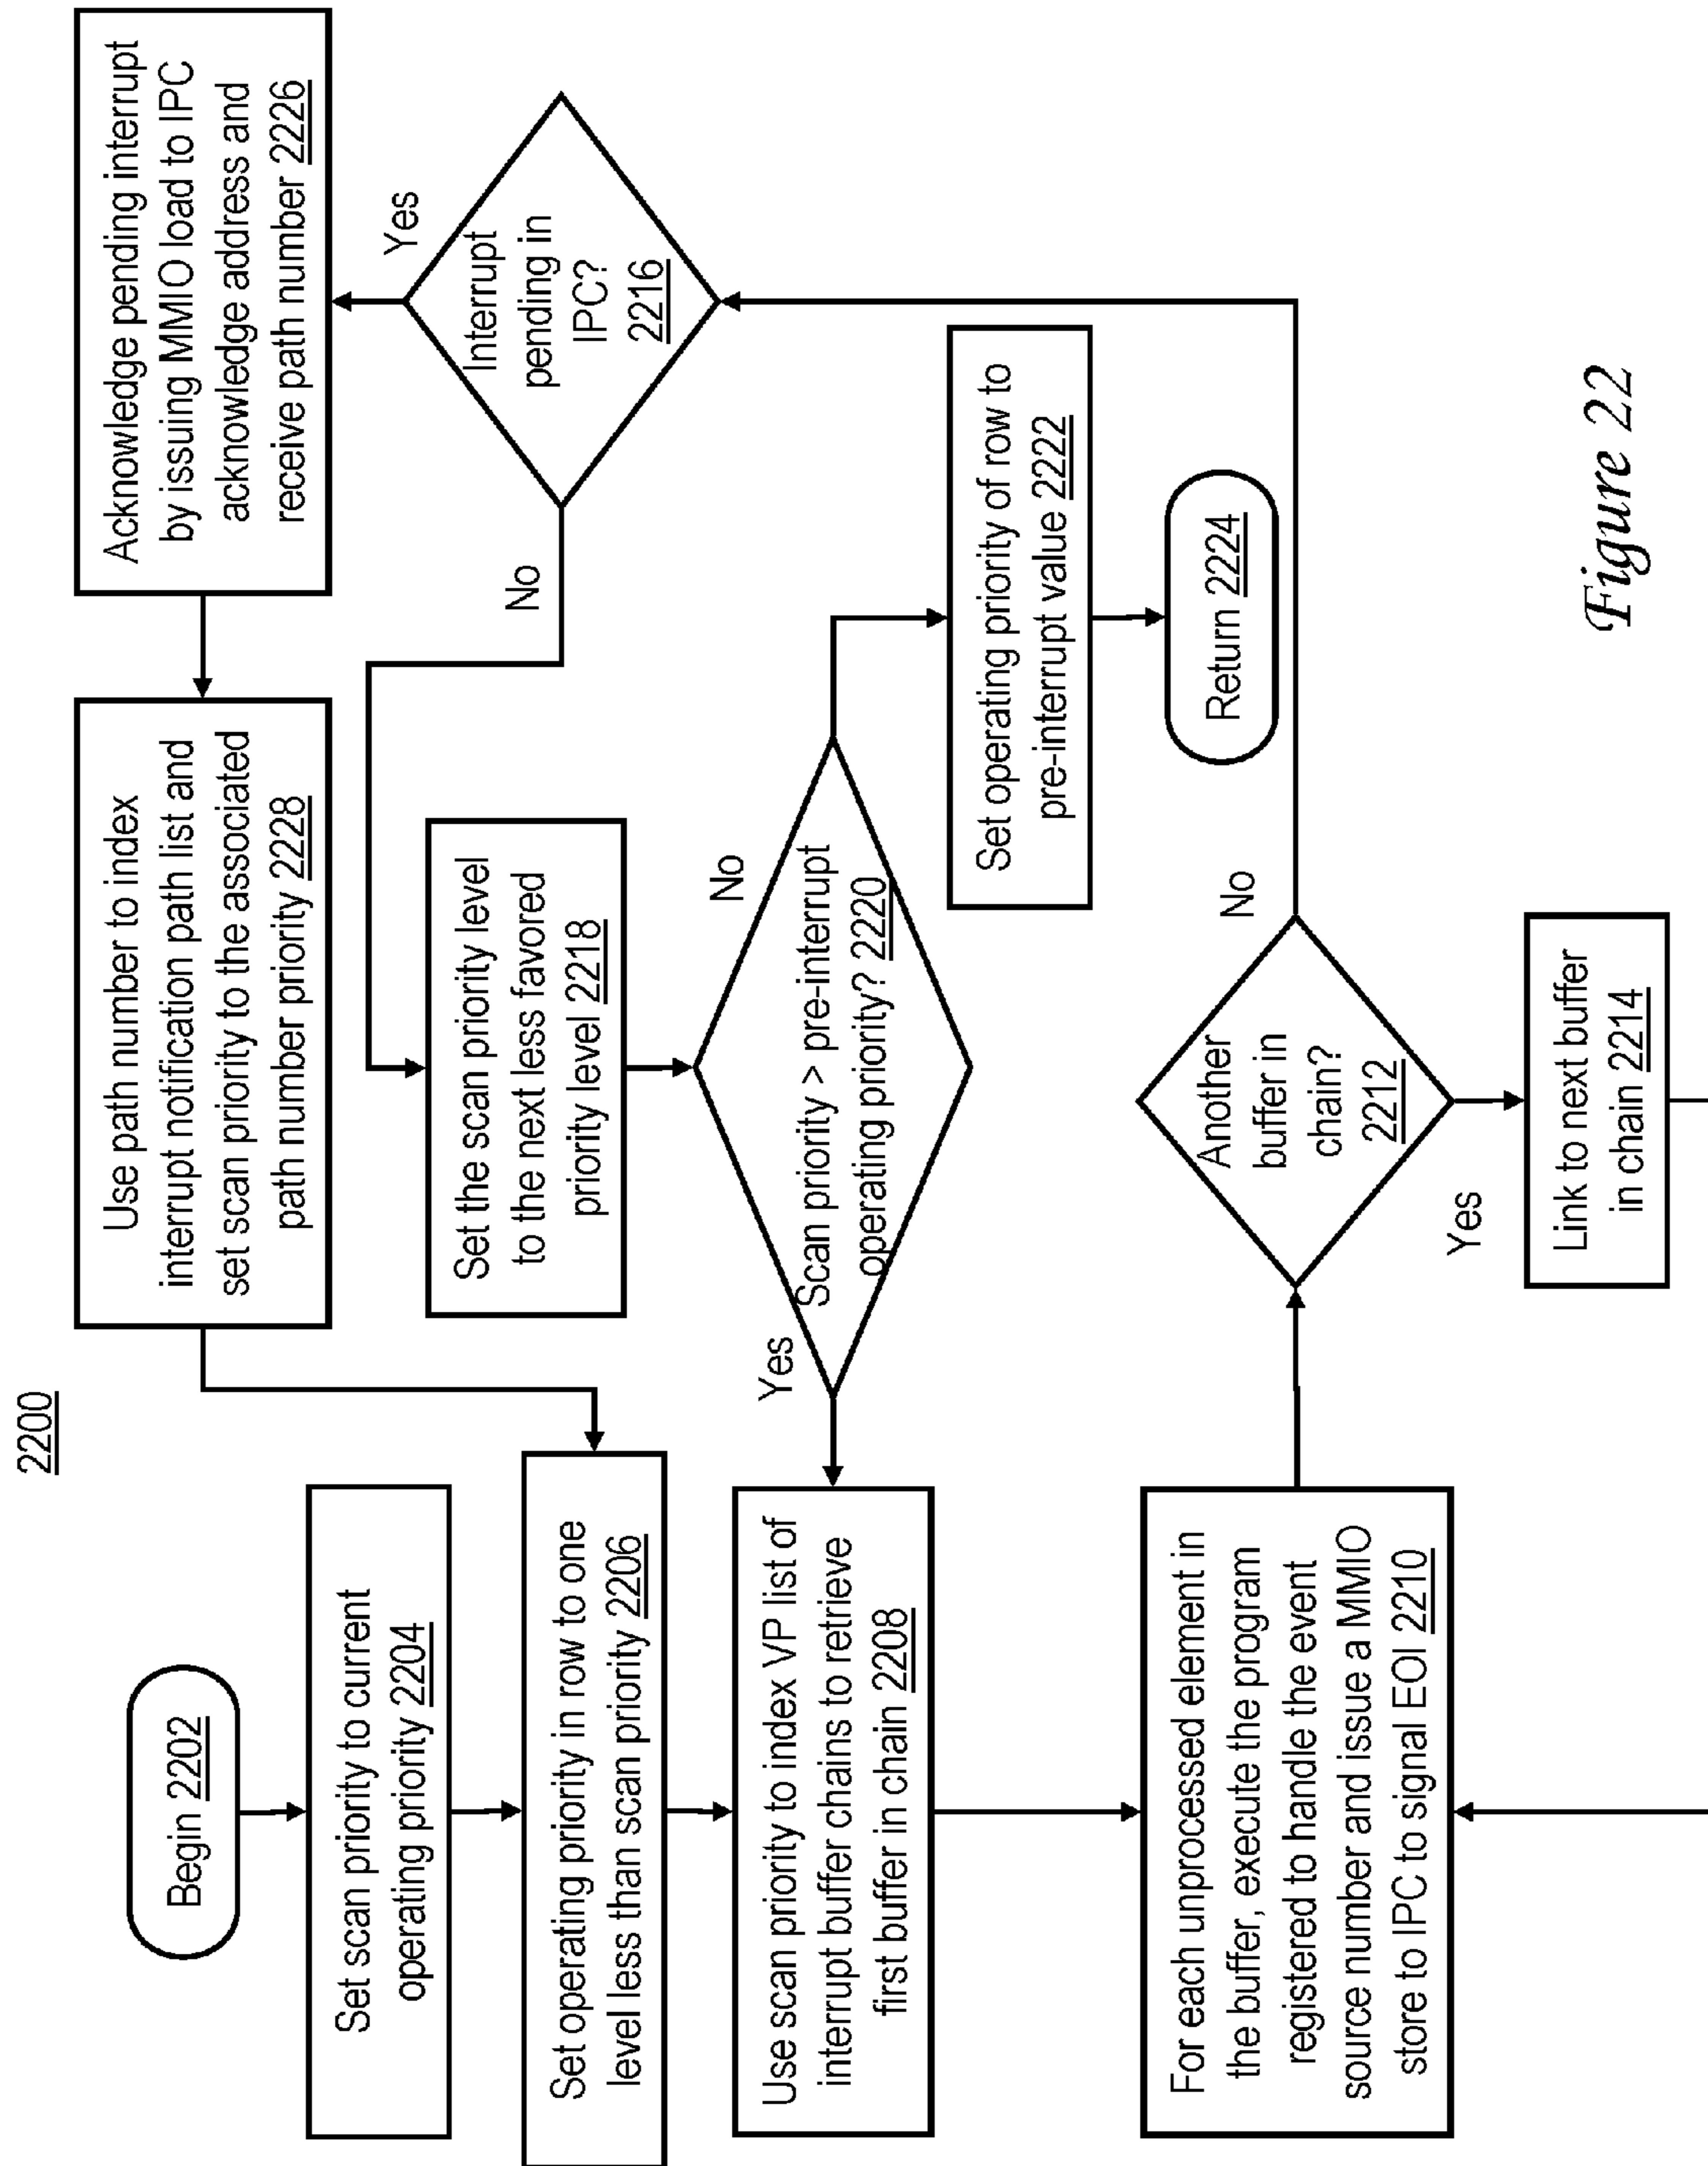 2200
Begin 2202
Set scan priority to current
operating priority 2204
Set operating priority in row to one
level less than scan priority 2206
Use scan priority to index VP list of
interrupt buffer chains to retrieve
first buffer in chain 2208
For each unprocessed element in
the buffer, execute the program
registered to handle the event
source number and issue a MMIO
store to IPC to signal EOI 2210
Another
buffer in
chain?
2212
Yes
No
Link to next buffer
in chain 2214
Interrupt
pending in
IPC?
2216
No
Yes
Set the scan priority level
to the next less favored
priority level 2218
Scan priority > pre-interrupt
operating priority? 2220
Yes
No
Set operating priority of row to
pre-interrupt value 2222
Return 2224
Acknowledge pending interrupt
by issuing MMIO load to IPC
acknowledge address and
receive path number 2226
Use path number to index
interrupt notification path list and
set scan priority to the associated
path number priority 2228
Figure 22